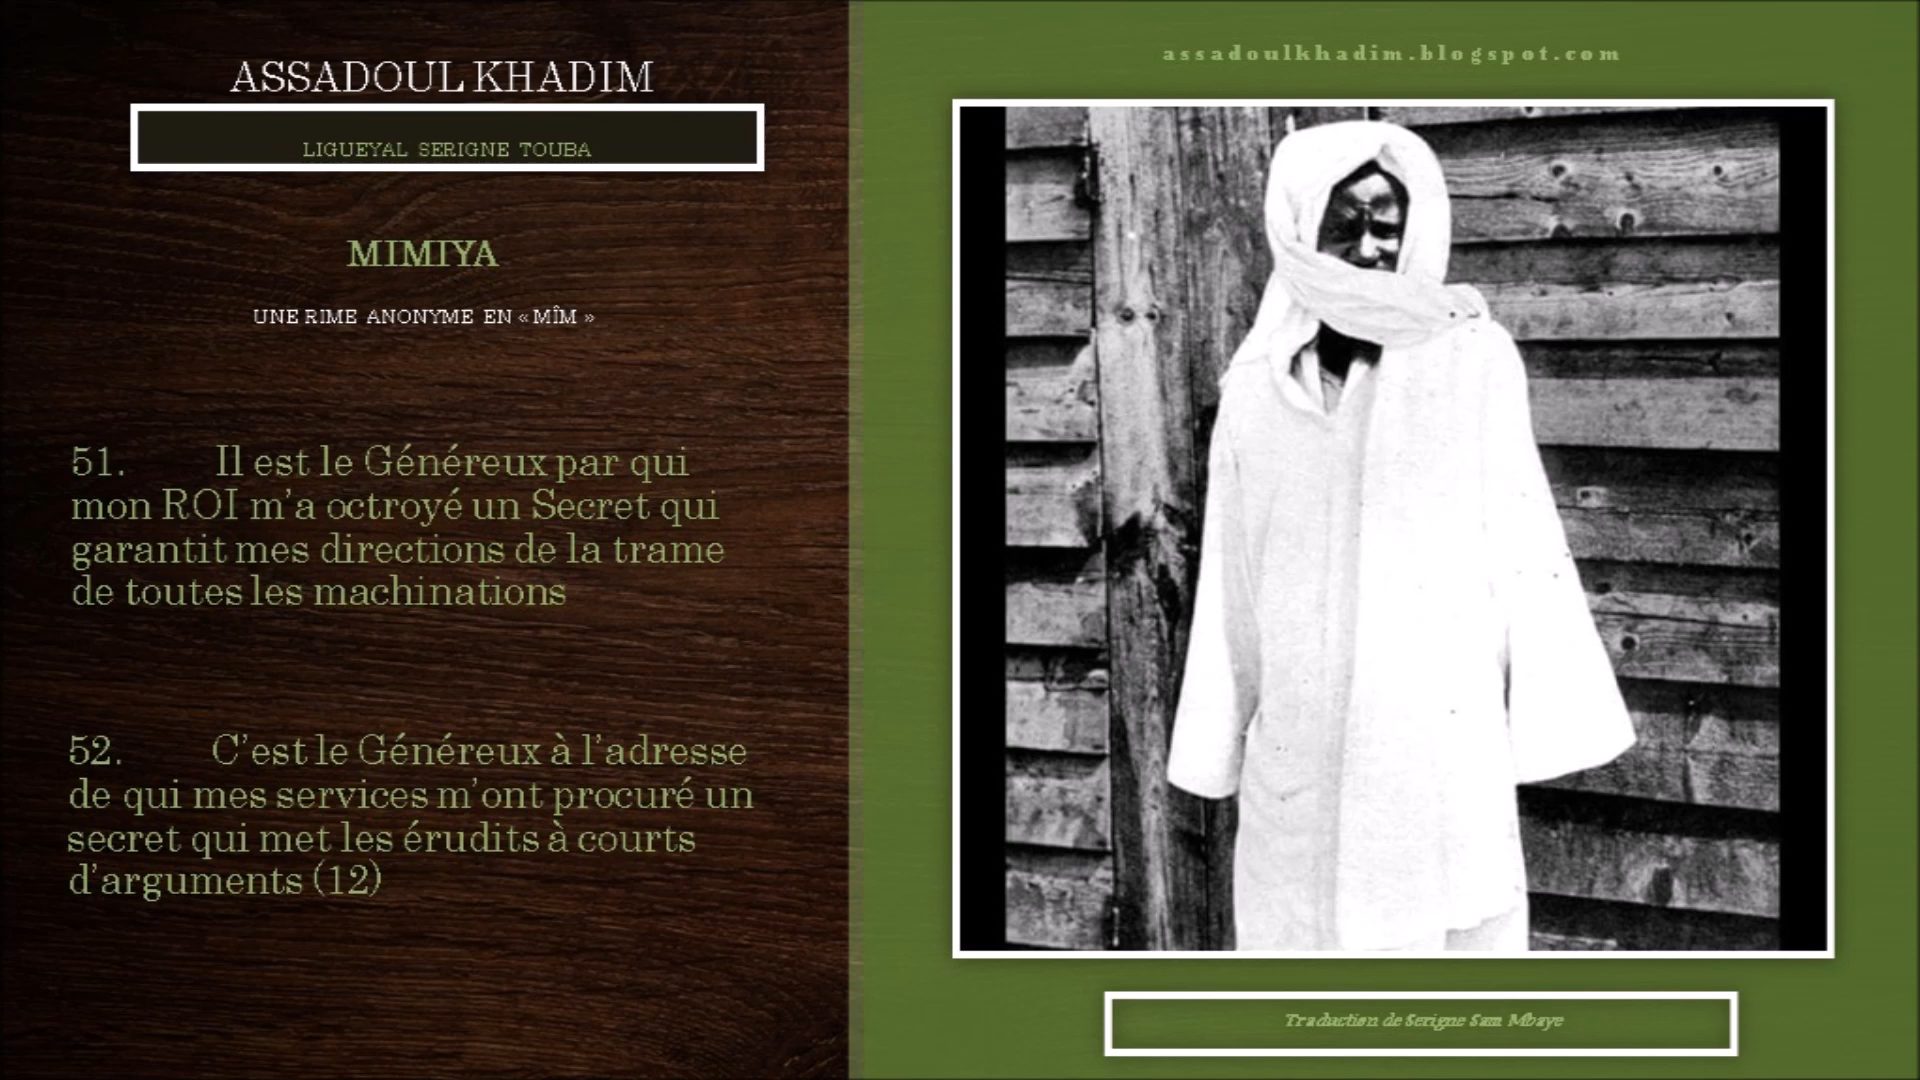 ASSADOUL KHADIM
LIGUEYAL SERIGNE TOUBA
MIMIYA
UNE RIME ANONYME EN « MÎM »
51. Il est le Généreux par qui
mon ROI m’a octroyé un Secret qui
garantit mes directions de la trame
de toutes les machinations
52. C’est le Généreux à l’adresse
de qui mes services m’ont procuré un
secret qui met les érudits à courts
d’arguments (12)
assadoulkhadim.blogspot.com
Traduction de Serigne Sam Mbaye